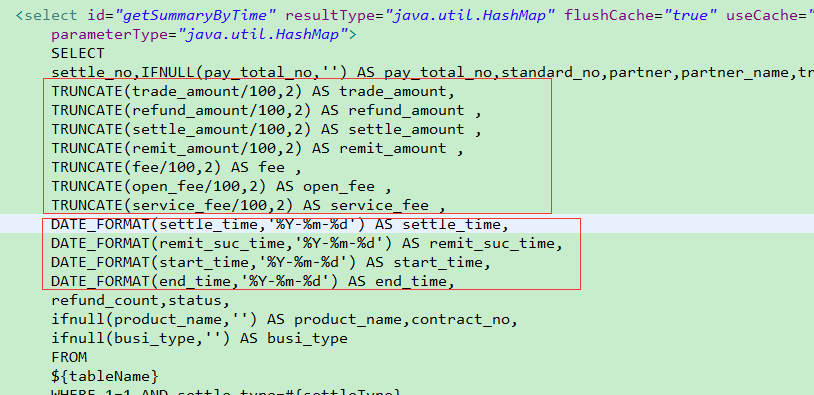 <select id="getSummaryByTime" resultType="java.util.HashMap" flushCache="true" useCache="
parameterType="java.util.HashMap">
SELECT
settle_no,IFNULL(pay_total_no,'') AS pay_total_no,standard_no,partner,partner_name,tr
TRUNCATE(trade_amount/100,2) AS trade_amount,
TRUNCATE(refund_amount/100,2) AS refund_amount ,
TRUNCATE(settle_amount/100,2) AS settle_amount ,
TRUNCATE(remit_amount/100,2) AS remit_amount ,
TRUNCATE(fee/100,2) AS fee ,
TRUNCATE(open_fee/100,2) AS open_fee ,
TRUNCATE(service_fee/100,2) AS service_fee ,
DATE_FORMAT(settle_time,'%Y-%m-%d') AS settle_time,
DATE_FORMAT(remit_suc_time,'%Y-%m-%d') AS remit_suc_time,
DATE_FORMAT(start_time,'%Y-%m-%d') AS start_time,
DATE_FORMAT(end_time,'%Y-%m-%d') AS end_time,
refund_count,status,
ifnull(product_name,'') AS product_name,contract_no,
ifnull(busi_type,'') AS busi_type
FROM
${tableName}
WHERE 1=1 AND settle_type=#{settleType}